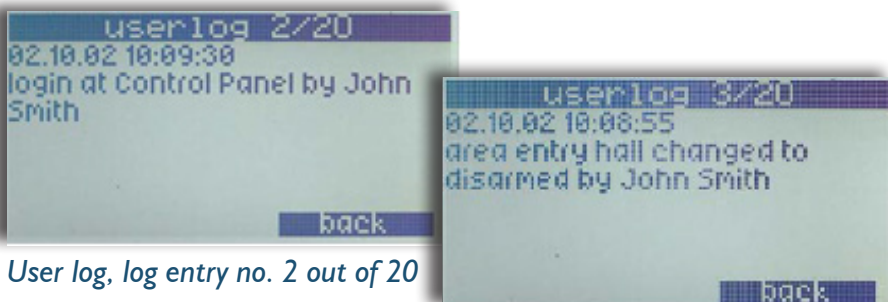 userlog 2/20
02.10.02 10:09:30
login at Control Panel by John
Smith
back
User log, log entry no. 2 out of 20
userlog 3/20
02.10.02 10:08:55
area entry hall changed to
disarmed by John Smith
back